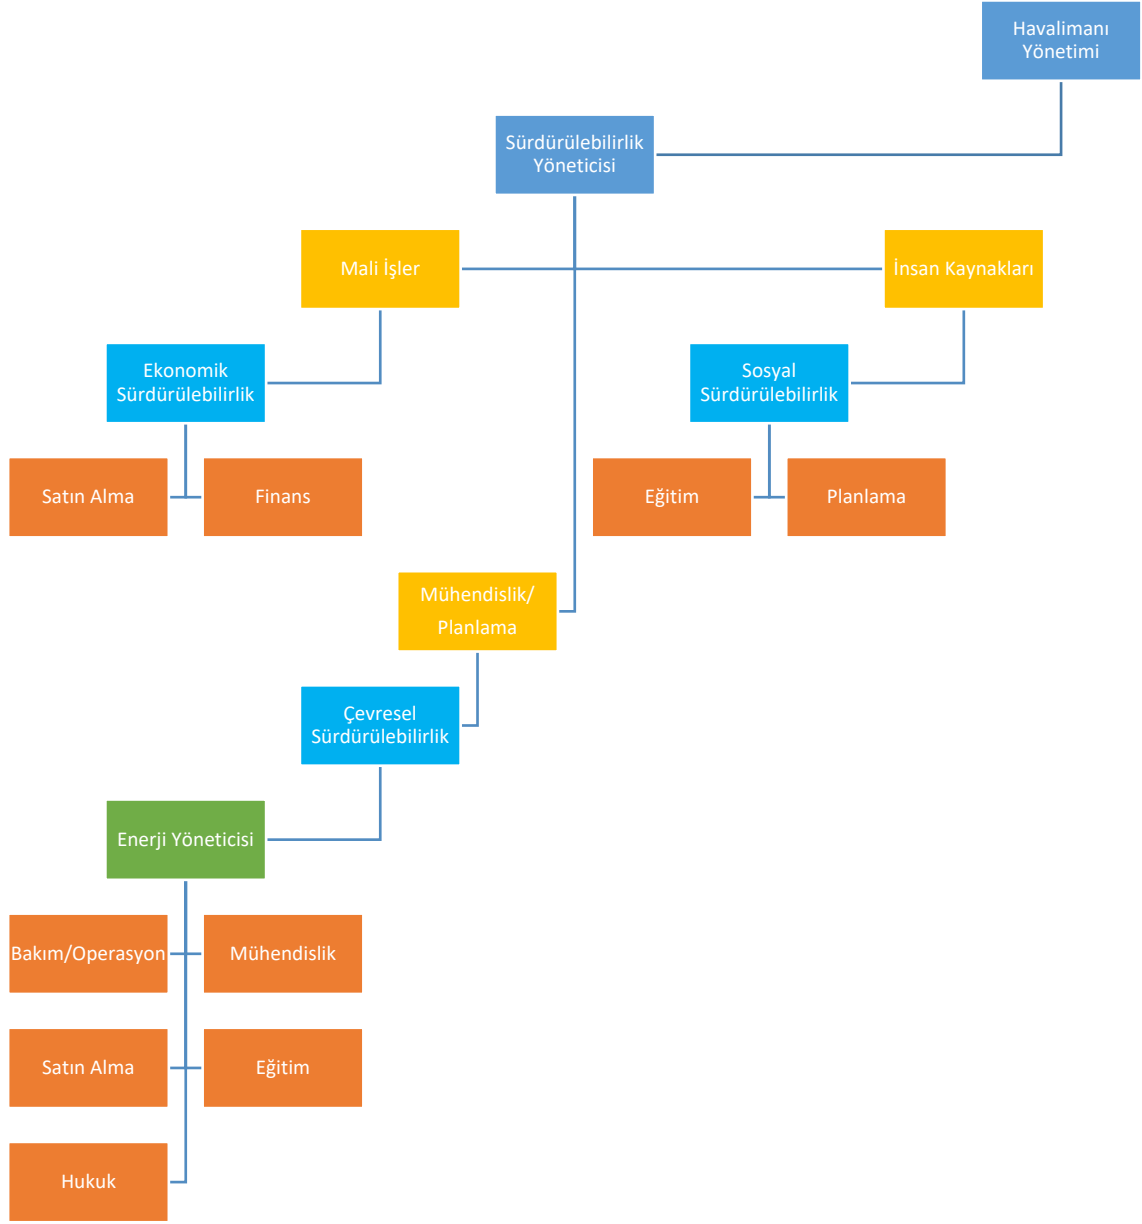 Havalimanı
Yönetimi
Sürdürülebilirlik
Yöneticisi
Mali İşler
İnsan Kaynakları
Ekonomik
Sürdürülebilirlik
Sosyal
Sürdürülebilirlik
Satın Alma
Finans
Eğitim
Planlama
Mühendislik/
Planlama
Çevresel
Sürdürülebilirlik
Enerji Yöneticisi
Bakım/Operasyon
Mühendislik
Satın Alma
Eğitim
Hukuk